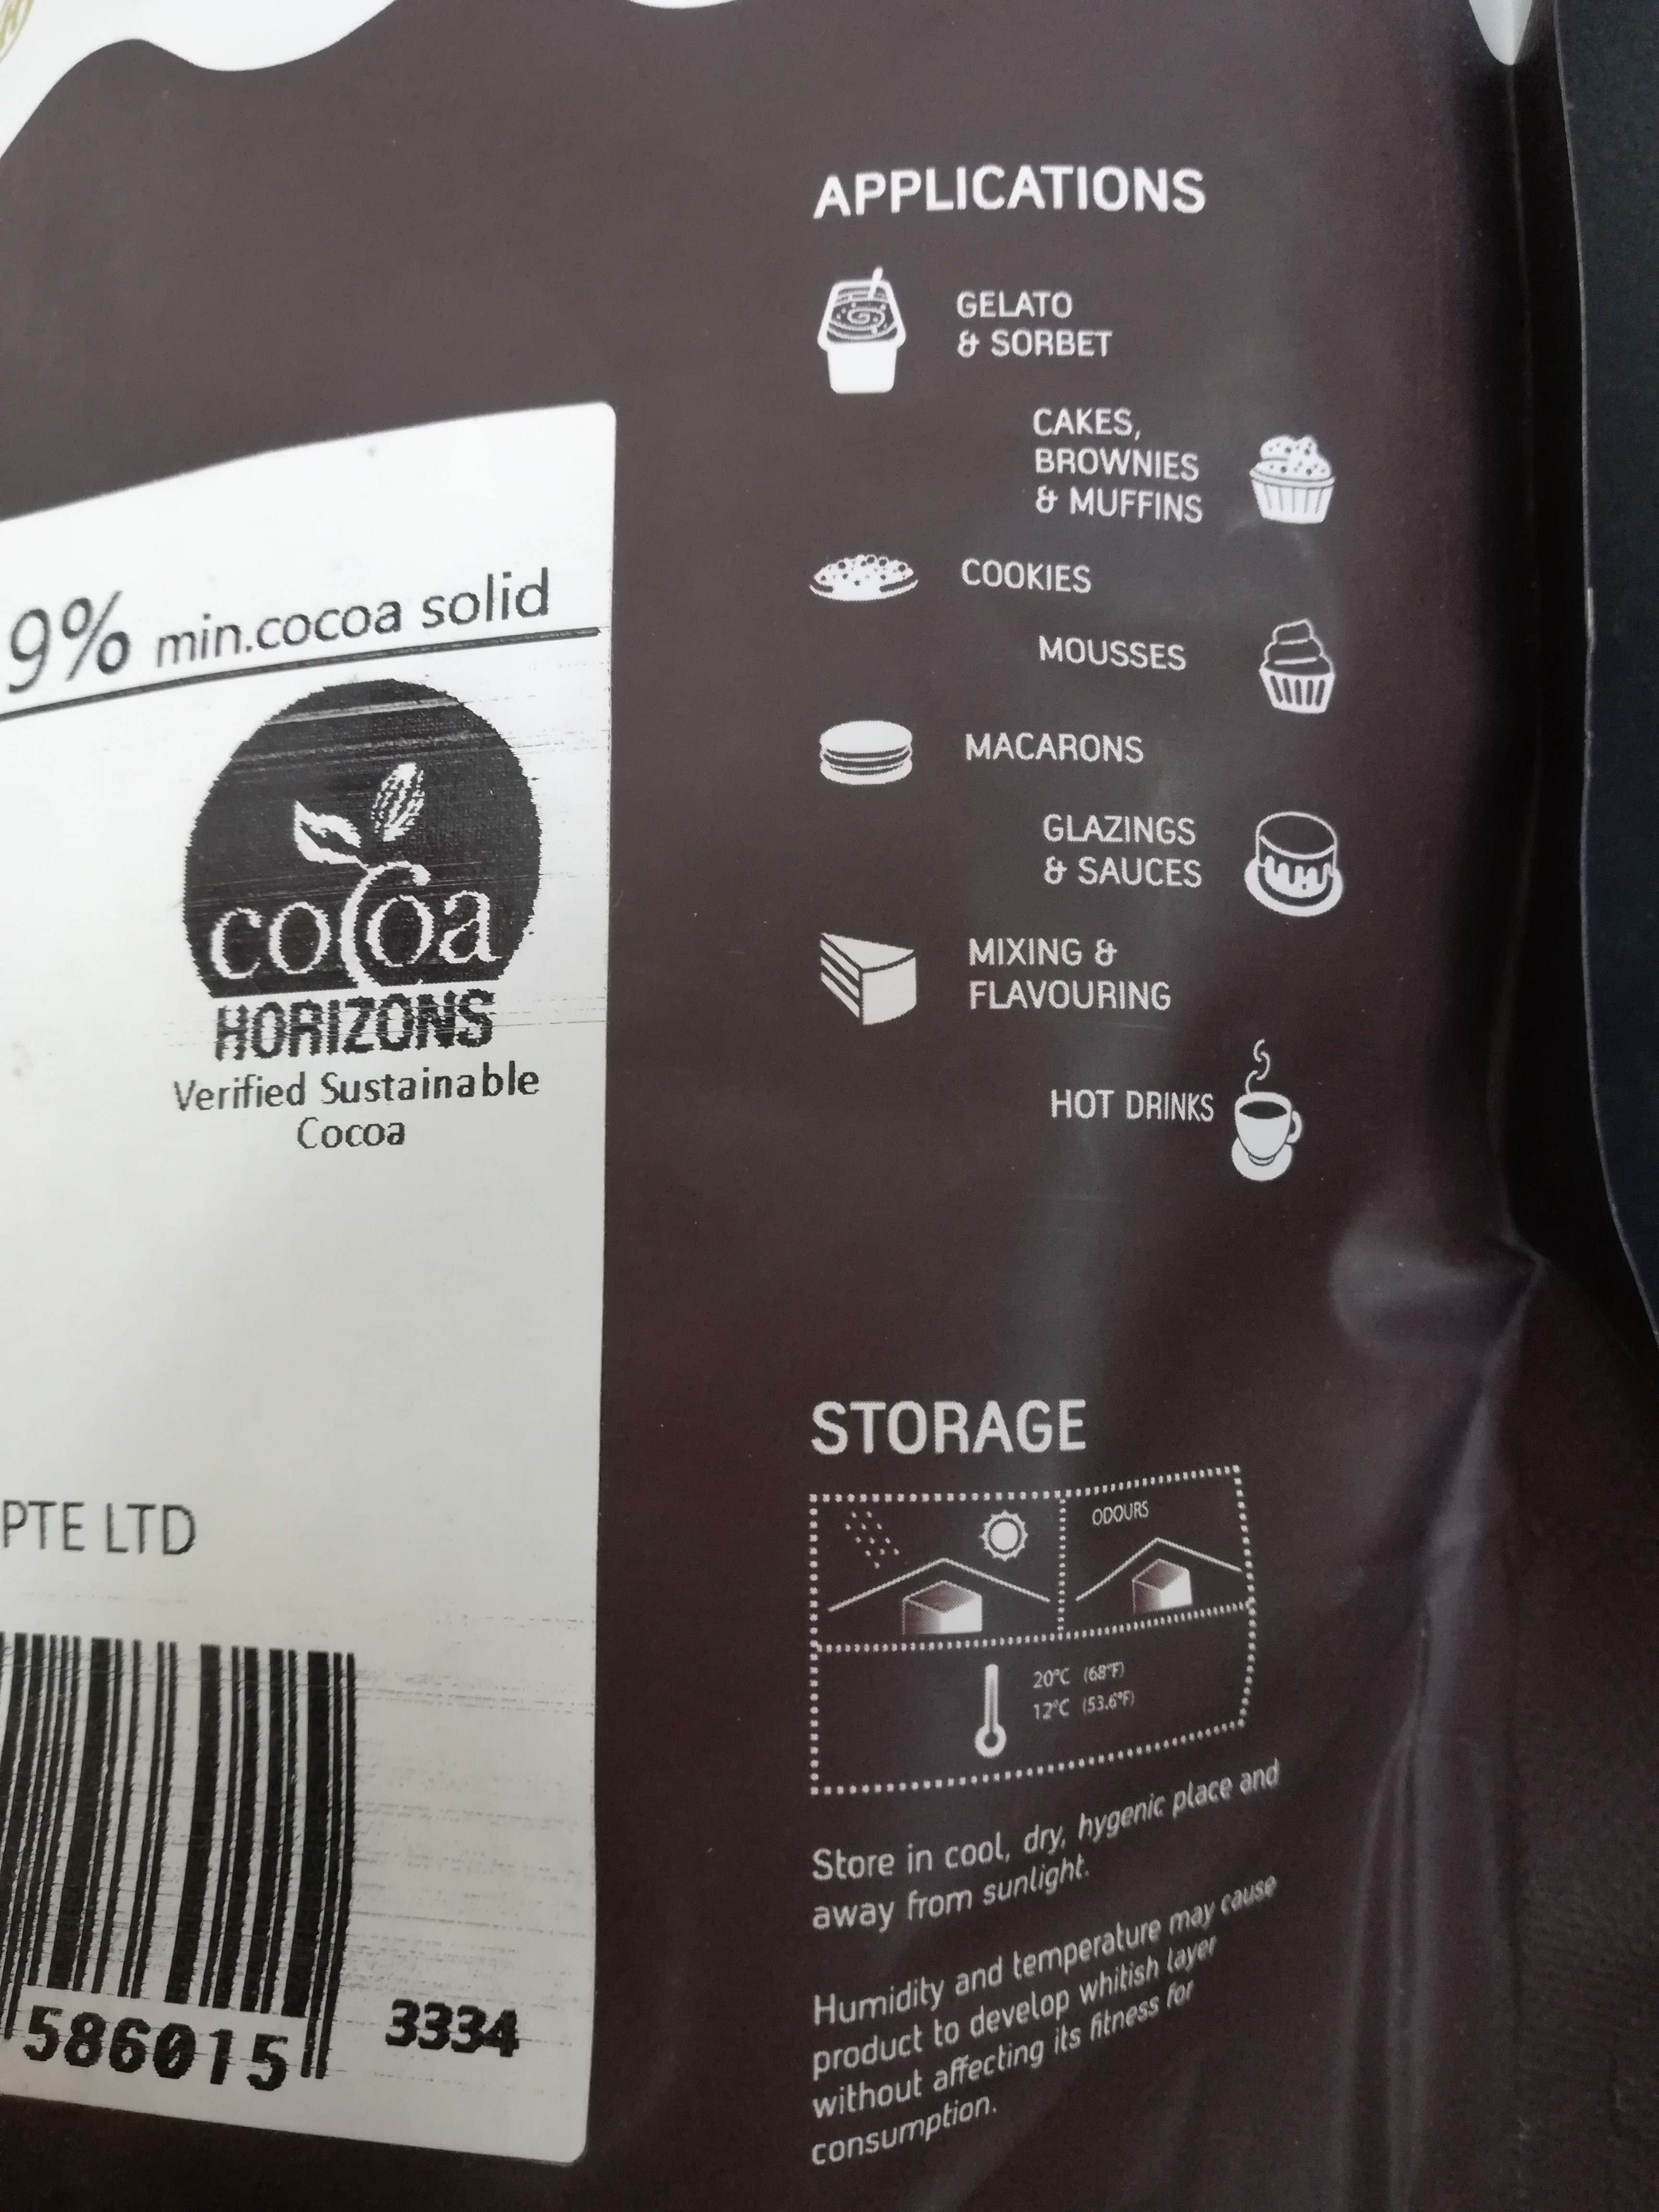 9% min.cocoa solid
cocoa
HORIZONS
Verified Sustainable
Cocoa
PTE LTD
586015
3334
APPLICATIONS
GELATO
& SORBET
CAKES,
BROWNIES
& MUFFINS
COOKIES
MOUSSES
MACARONS
GLAZINGS
& SAUCES
MIXING &
FLAVOURING
HOT DRINKS
STORAGE
ODOURS
20°C (68°F)
12°C (53.6°F)
Store in cool, dry, hygenic place and
away from sunlight.
Humidity and temperature may cause
product to develop whitish layer
without affecting its fitness for
consumption.